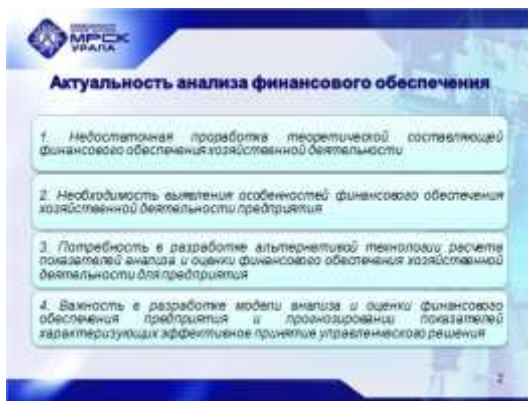 МРСК
УРАЛА
Актуальность анализа финансового обеспечения
1. Недостаточная проработка теоретической составляющей
финансового обеспечения хозяйственной деятельности
2. Необходимость выявления особенностей финансового обеспечения
хозяйственной деятельности предприятия
3. Потребность в разработке альтернативой технологии расчета
показателей анализа и оценки финансового обеспечения хозяйственной
деятельности для предприятия
4. Важность в разработке модели анализа и оценки финансового
обеспечения предприятия и прогнозировании показателей
характеризующих эффективное принятие управленческого решения
2